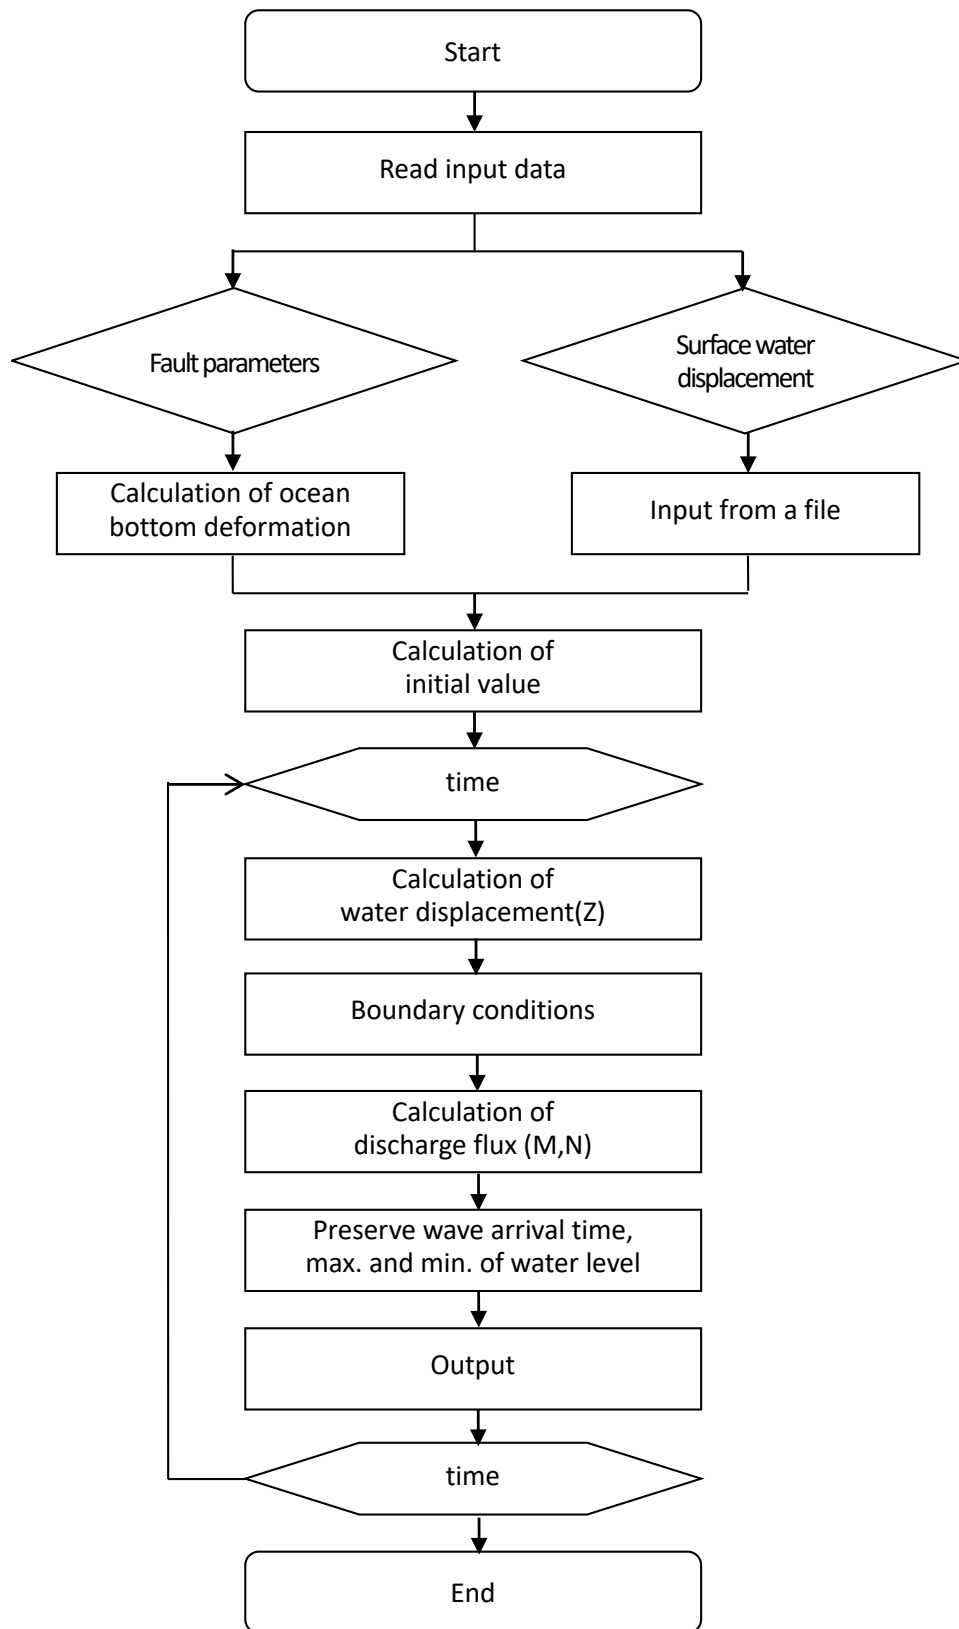 Start
Read input data
Fault parameters
Surface water
displacement
Calculation of ocean
bottom deformation
Input from a file
Calculation of
initial value
time
Calculation of
water displacement(Z)
Boundary conditions
Calculation of
discharge flux (M,N)
Preserve wave arrival time,
max. and min. of water level
Output
time
End